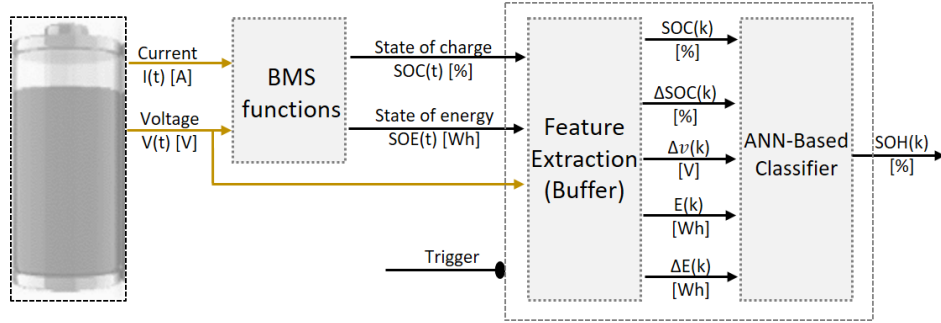 Current
I(t) [A]
Voltage
V(t) [V]
BMS
functions
State of charge
SOC(t) [%]
State of energy
SOE(t) [Wh]
Trigger
Feature
Extraction
(Buffer)
SOC(k)
[%]
ΔSOC(k)
[%]
Δv(k)
[V]
E(k)
[Wh]
ΔE(k)
[Wh]
ANN-Based
Classifier
SOH(k)
[%]